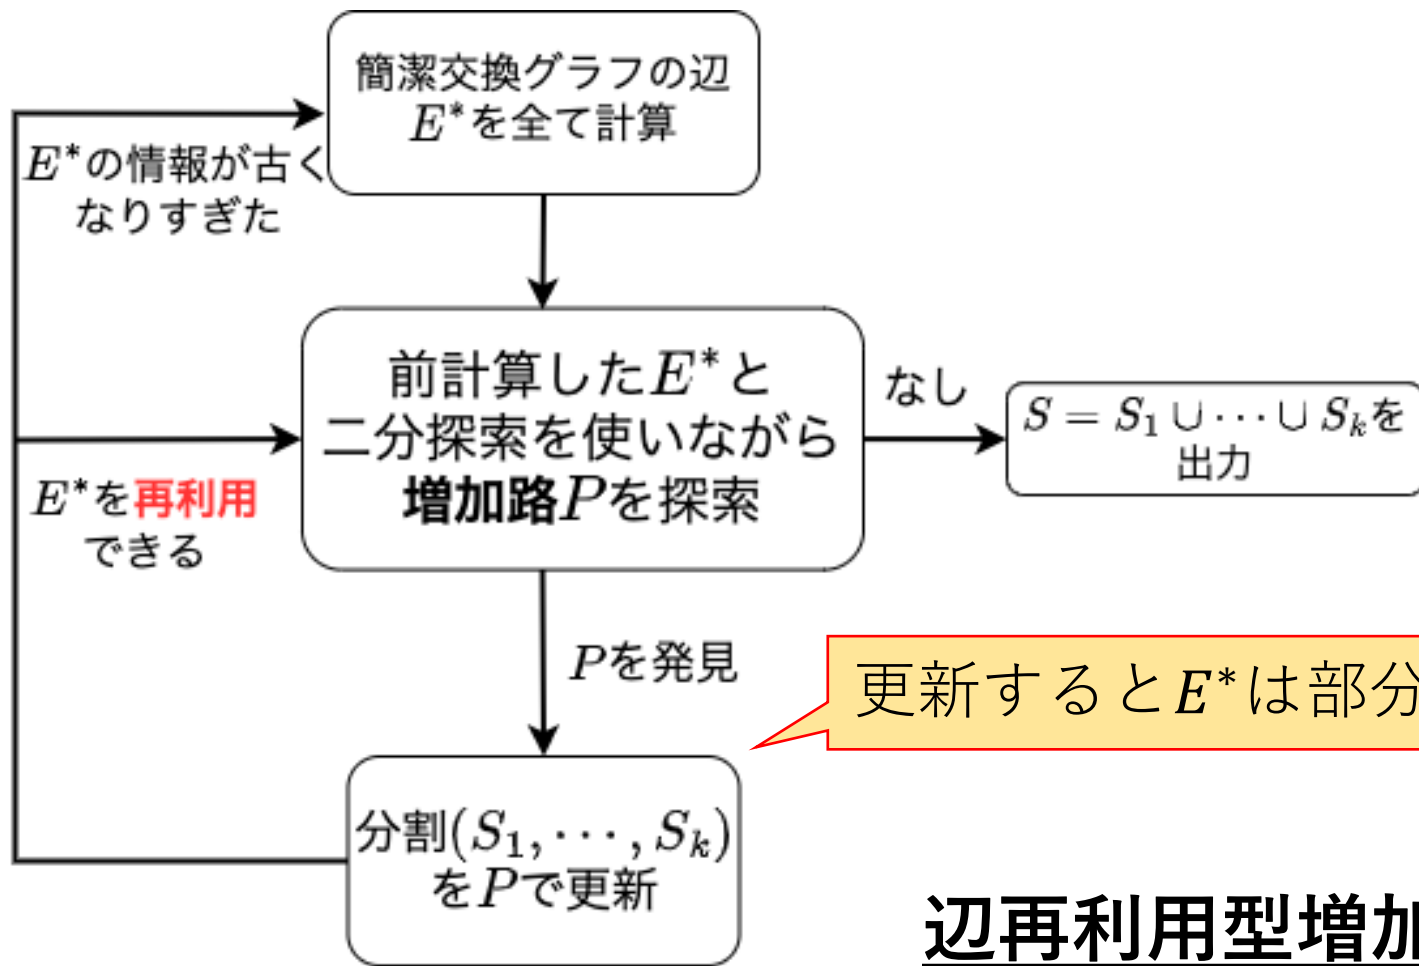 簡潔交換グラフの辺
E*を全て計算
E*の情報が古く
なりすぎた
前計算したE*と
二分探索を使いながら
増加路Pを探索
なし
S = S₁ ∪ ⋯ ∪ Sₖを
出力
E*を再利用
できる
Pを発見
更新するとE*は部分
分割(S₁, ⋯ , Sₖ)
をPで更新
辺再利用型増加